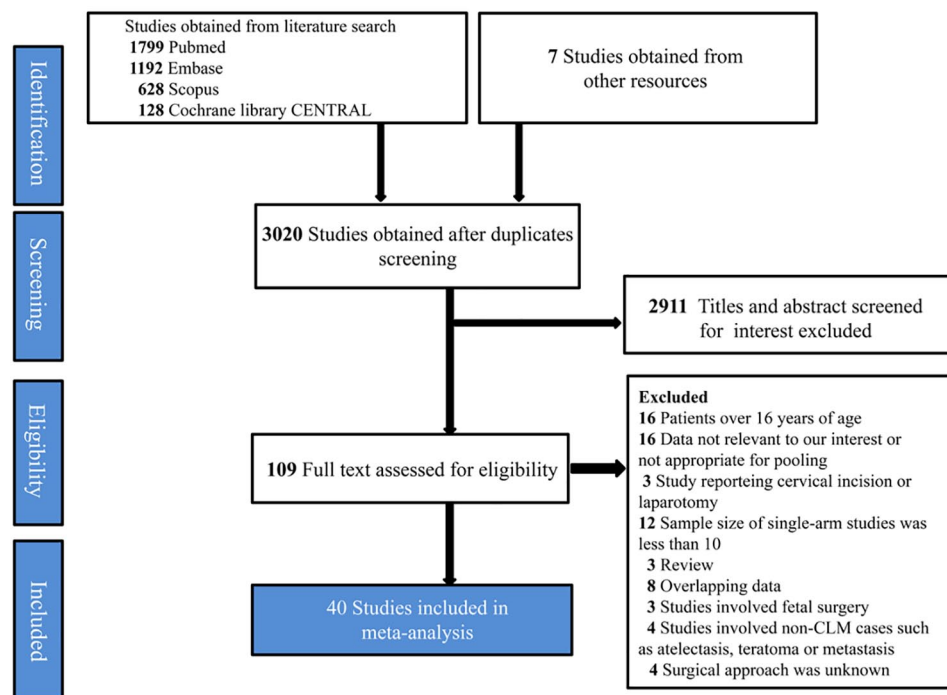 Identification
Studies obtained from literature search
1799 Pubmed
1192 Embase
628 Scopus
128 Cochrane library CENTRAL
7 Studies obtained from
other resources
Screening
3020 Studies obtained after duplicates
screening
2911 Titles and abstract screened
for interest excluded
Eligibility
109 Full text assessed for eligibility
Excluded
16 Patients over 16 years of age
16 Data not relevant to our interest or
not appropriate for pooling
3 Study reporteing cervical incision or
laparotomy
12 Sample size of single-arm studies was
less than 10
3 Review
8 Overlapping data
3 Studies involved fetal surgery
4 Studies involved non-CLM cases such
as atelectasis, teratoma or metastasis
4 Surgical approach was unknown
Included
40 Studies included in
meta-analysis